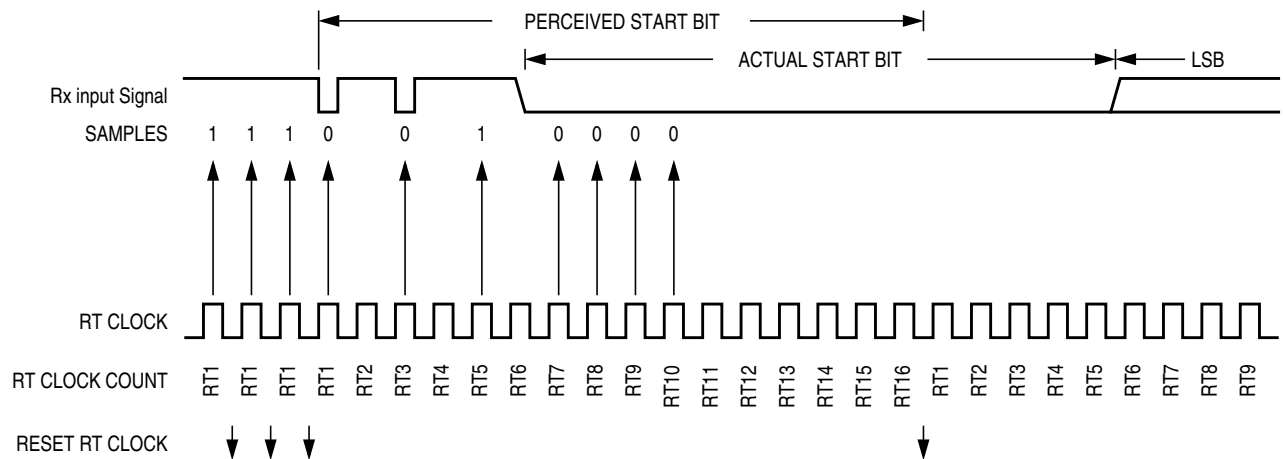 PERCEIVED START BIT
ACTUAL START BIT
LSB
Rx input Signal
SAMPLES 1 1 1 0 0 1 0 0 0 0
RT CLOCK
RT CLOCK COUNT RT1 RT1 RT1 RT1 RT2 RT3 RT4 RT5 RT6 RT7 RT8 RT9 RT10 RT11 RT12 RT13 RT14 RT15 RT16 RT1 RT2 RT3 RT4 RT5 RT6 RT7 RT8 RT9
RESET RT CLOCK